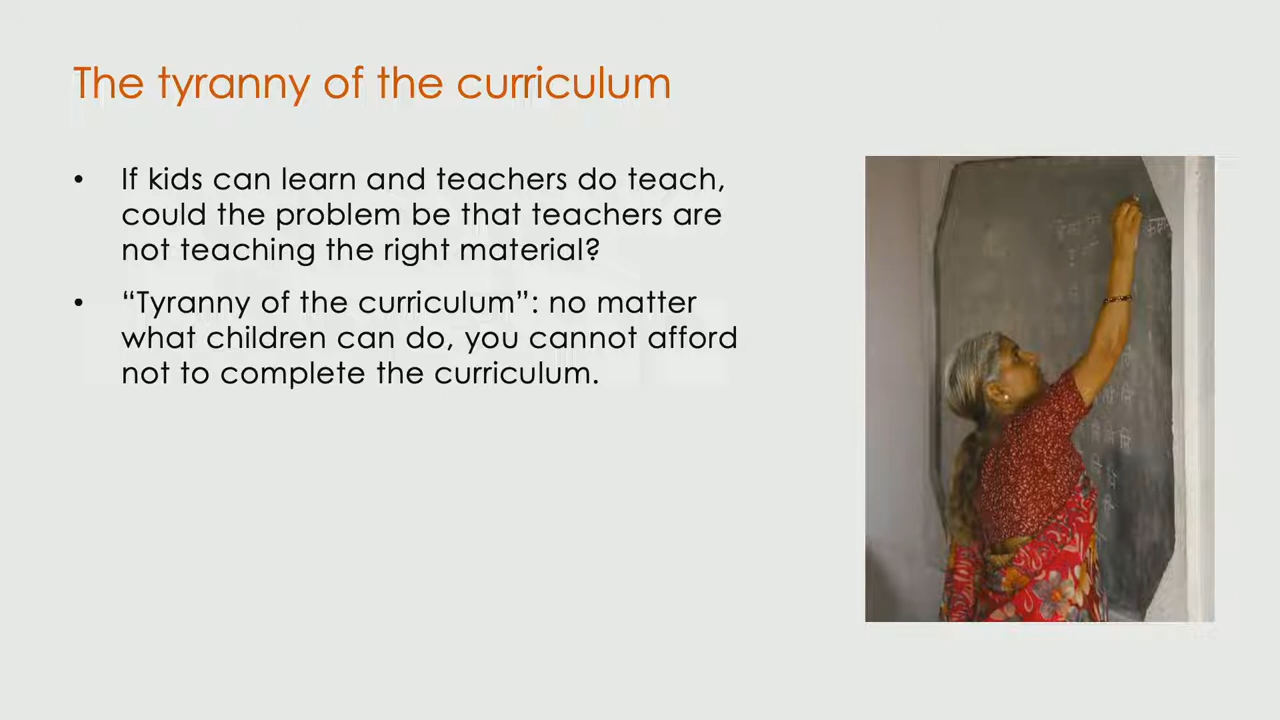 The tyranny of the curriculum
• If kids can learn and teachers do teach,
could the problem be that teachers are
not teaching the right material?
• “Tyranny of the curriculum”: no matter
what children can do, you cannot afford
not to complete the curriculum.